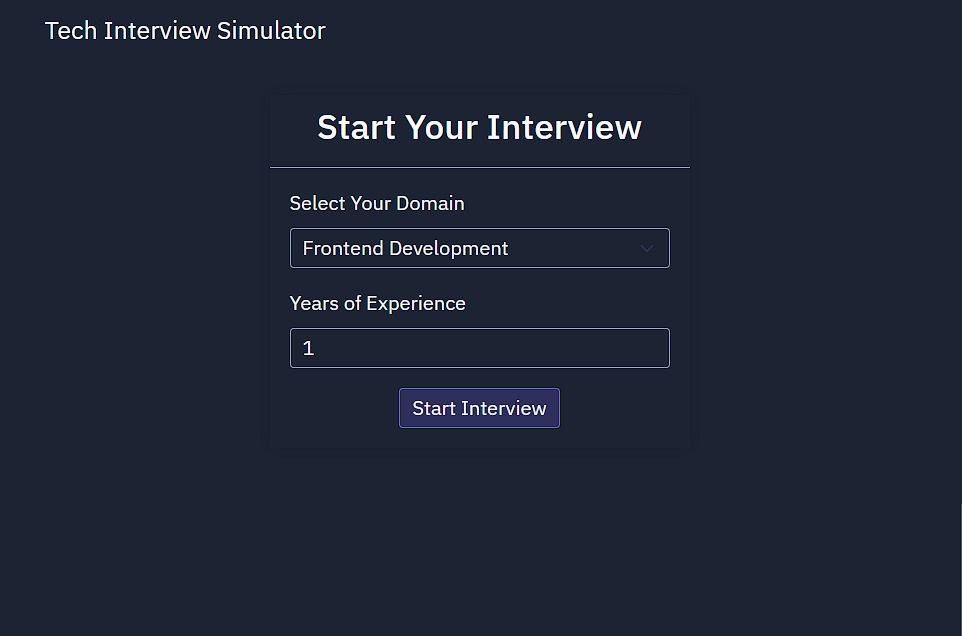 Tech Interview Simulator
Start Your Interview
Select Your Domain
Frontend Development
Years of Experience
1
Start Interview